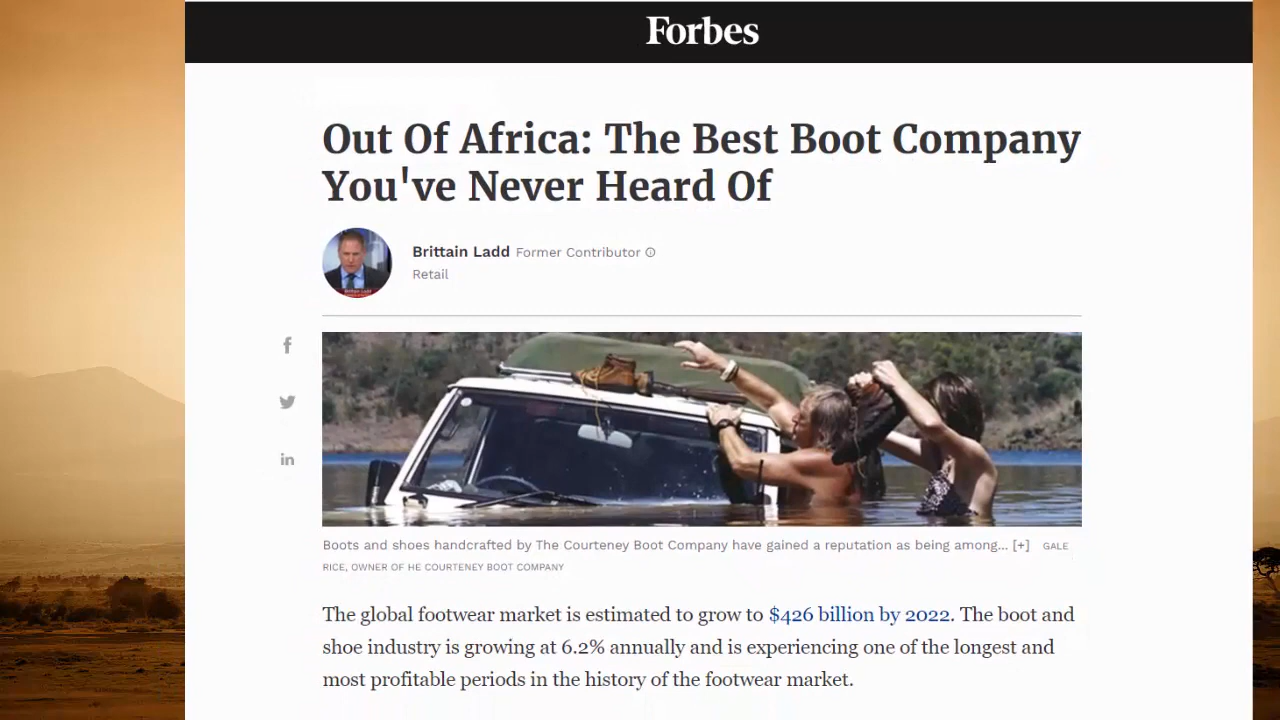 Forbes
Out Of Africa: The Best Boot Company
You've Never Heard Of
Brittain Ladd Former Contributor
Retail
Boots and shoes handcrafted by The Courteney Boot Company have gained a reputation as being among... [+] GALE
RICE, OWNER OF HE COURTENEY BOOT COMPANY
The global footwear market is estimated to grow to $426 billion by 2022. The boot and
shoe industry is growing at 6.2% annually and is experiencing one of the longest and
most profitable periods in the history of the footwear market.